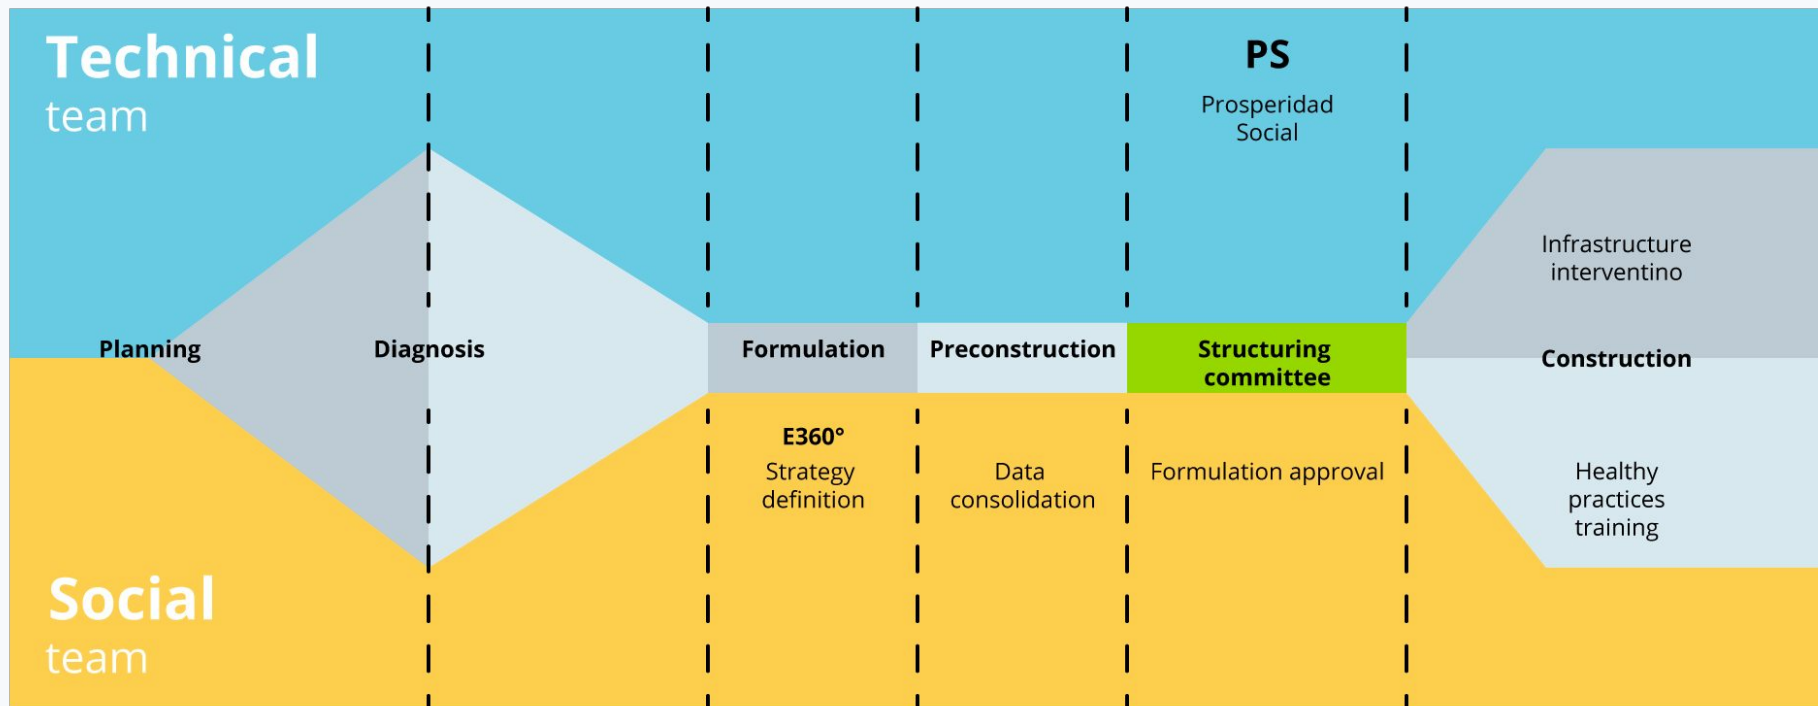 Technical
team
PS
Prosperidad
Social
Infrastructure
interventino
Planning
Diagnosis
Formulation
Preconstruction
Structuring
committee
Construction
E360°
Strategy
definition
Data
consolidation
Formulation approval
Healthy
practices
training
Social
team